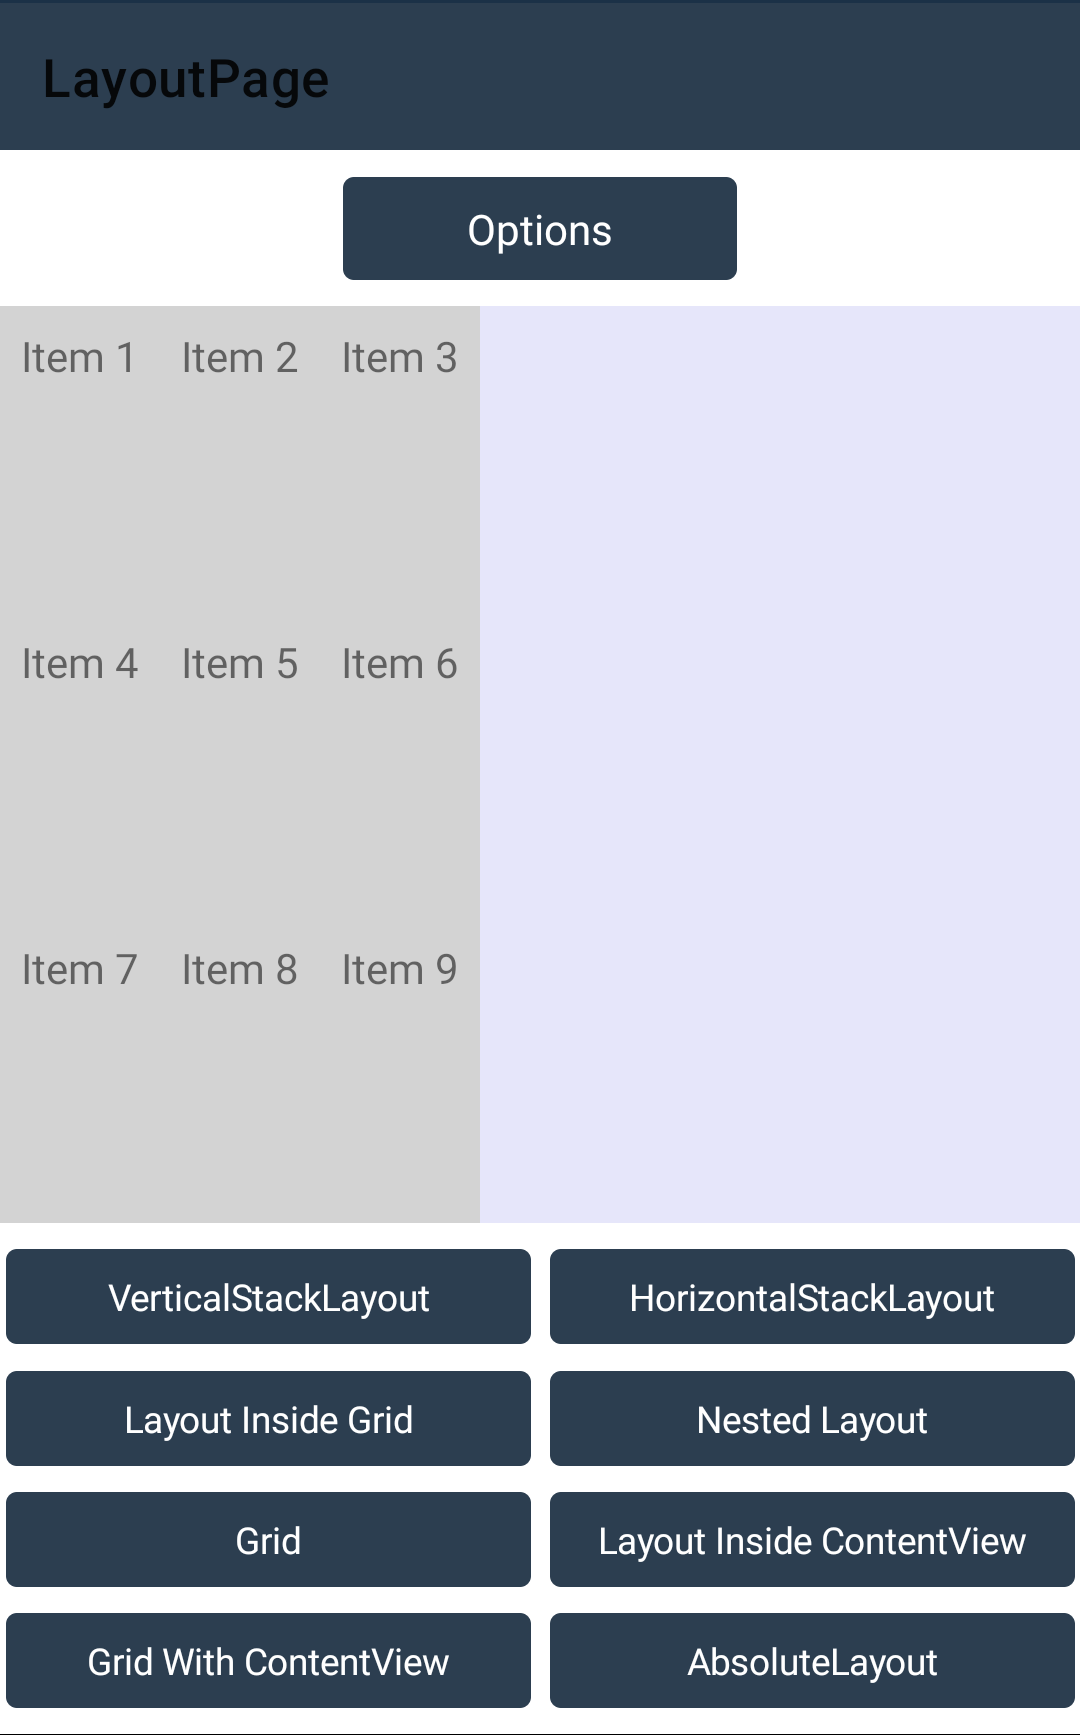 LayoutPage
Options
Item 1 Item 2 Item 3
Item 4 Item 5 Item 6
Item 7 Item 8 Item 9
VerticalStackLayout HorizontalStackLayout
Layout Inside Grid Nested Layout
Grid Layout Inside ContentView
Grid With ContentView AbsoluteLayout